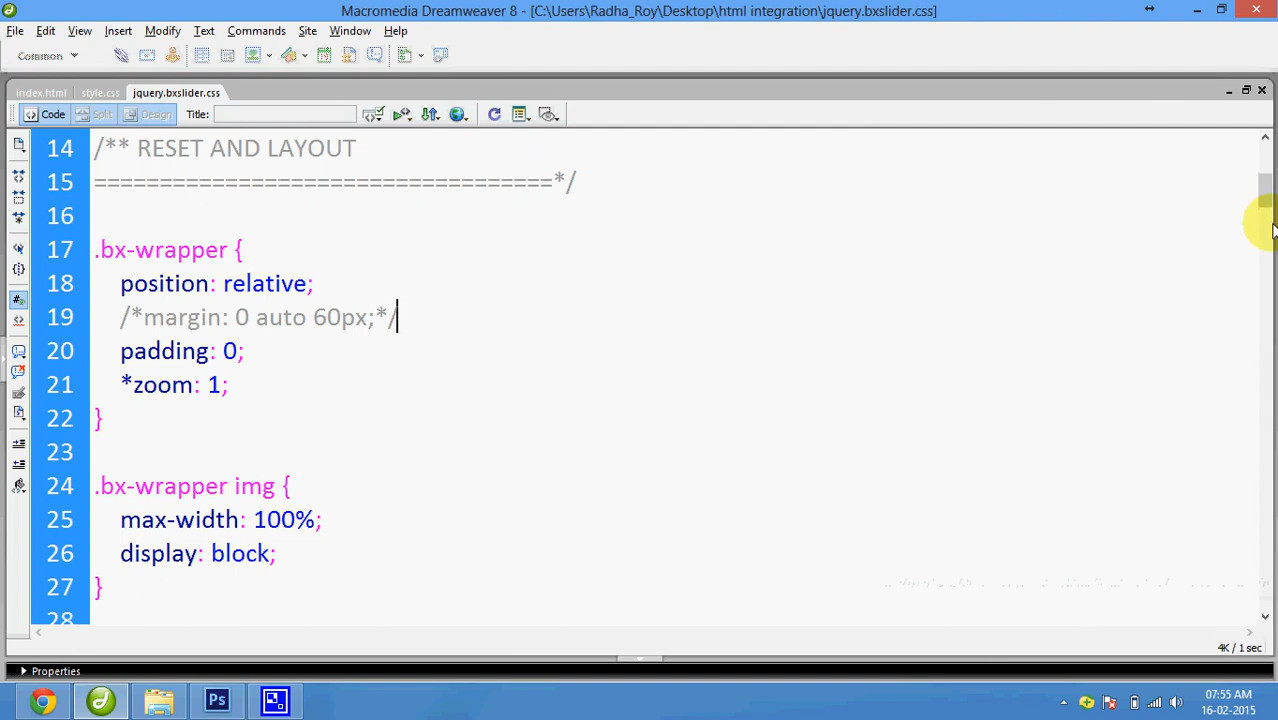 Macromedia Dreamweaver 8 - [C:\Users\Radha_Roy\Desktop\html integration\jquery.bxslider.css]
File Edit View Insert Modify Text Commands Site Window Help
Common
index.html style.css jquery.bxslider.css
Code Split Design Title:
14 /** RESET AND LAYOUT
15 ===================================*/
16
17 .bx-wrapper {
18 position: relative;
19 /*margin: 0 auto 60px;*/
20 padding: 0;
21 *zoom: 1;
22 }
23
24 .bx-wrapper img {
25 max-width: 100%;
26 display: block;
27 }
28
4K / 1 sec
Properties
Ps
07:55 AM
16-02-2015